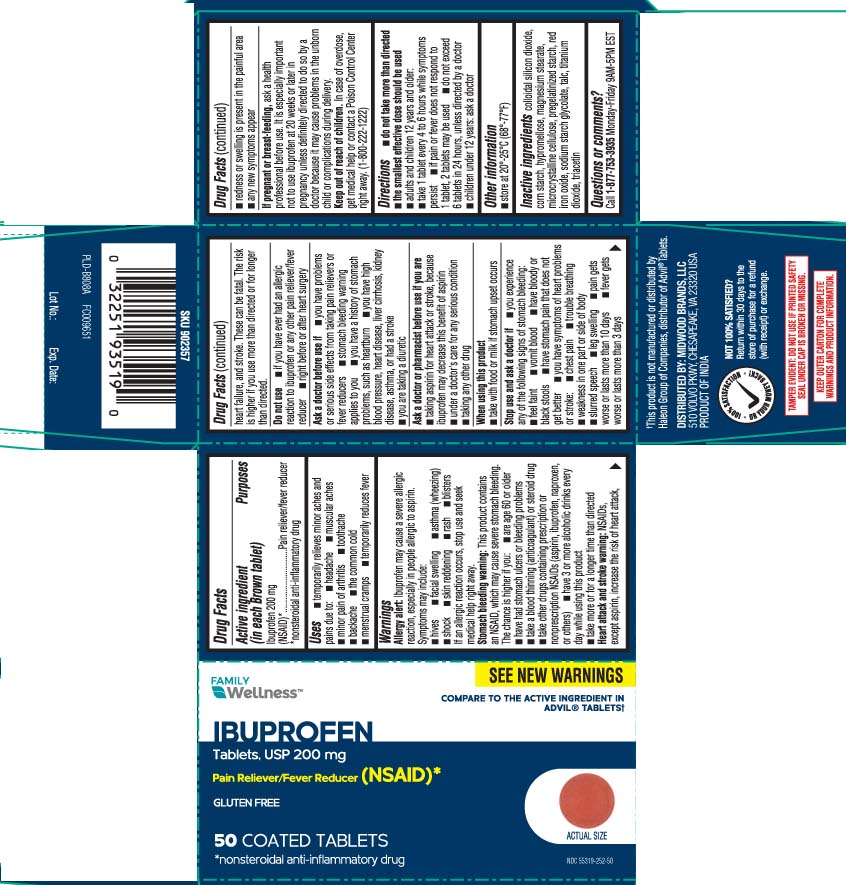 FAMILY
Wellness™
SEE NEW WARNINGS
COMPARE TO THE ACTIVE INGREDIENT IN
ADVIL® TABLETS†
IBUPROFEN
Tablets, USP 200 mg
Pain Reliever/Fever Reducer (NSAID)*
GLUTEN FREE
50 COATED TABLETS
*nonsteroidal anti-inflammatory drug
ACTUAL SIZE
NDC 55319-252-50
Drug Facts
Active ingredient Purposes
(in each Brown tablet)
Ibuprofen 200 mg
(NSAID)*..............Pain reliever/fever reducer
*nonsteroidal anti-inflammatory drug
Uses ■ temporarily relieves minor aches and
pains due to: ■ headache ■ muscular aches
■ minor pain of arthritis ■ toothache
■ backache ■ the common cold
■ menstrual cramps ■ temporarily reduces fever
Warnings
Allergy alert: Ibuprofen may cause a severe allergic
reaction, especially in people allergic to aspirin.
Symptoms may include:
■ hives ■ facial swelling ■ asthma (wheezing)
■ shock ■ skin reddening ■ rash ■ blisters
If an allergic reaction occurs, stop use and seek
medical help right away.
Stomach bleeding warning: This product contains
an NSAID, which may cause severe stomach bleeding.
The chance is higher if you: ■ are age 60 or older
■ have had stomach ulcers or bleeding problems
■ take a blood thinning (anticoagulant) or steroid drug
■ take other drugs containing prescription or
nonprescription NSAIDs (aspirin, ibuprofen, naproxen,
or others) ■ have 3 or more alcoholic drinks every
day while using this product
■ take more or for a longer time than directed
Heart attack and stroke warning: NSAIDs,
except aspirin, increase the risk of heart attack,
Drug Facts (continued)
heart failure, and stroke. These can be fatal. The risk
is higher if you use more than directed or for longer
than directed.
Do not use ■ if you have ever had an allergic
reaction to ibuprofen or any other pain reliever/fever
reducer ■ right before or after heart surgery
Ask a doctor before use if ■ you have problems
or serious side effects from taking pain relievers or
fever reducers ■ stomach bleeding warning
applies to you ■ you have a history of stomach
problems, such as heartburn ■ you have high
blood pressure, heart disease, liver cirrhosis, kidney
disease, asthma, or had a stroke
■ you are taking a diuretic
Ask a doctor or pharmacist before use if you are
■ taking aspirin for heart attack or stroke, because
ibuprofen may decrease this benefit of aspirin
■ under a doctor's care for any serious condition
■ taking any other drug
When using this product
■ take with food or milk if stomach upset occurs
Stop use and ask a doctor if ■ you experience
any of the following signs of stomach bleeding:
■ feel faint ■ vomit blood ■ have bloody or
black stools ■ have stomach pain that does not
get better ■ you have symptoms of heart problems
or stroke: ■ chest pain ■ trouble breathing
■ weakness in one part or side of body
■ slurred speech ■ leg swelling ■ pain gets
worse or lasts more than 10 days ■ fever gets
worse or lasts more than 3 days
Drug Facts (continued)
■ redness or swelling is present in the painful area
■ any new symptoms appear
If pregnant or breast-feeding, ask a health
professional before use. It is especially important
not to use ibuprofen at 20 weeks or later in
pregnancy unless definitely directed to do so by a
doctor because it may cause problems in the unborn
child or complications during delivery.
Keep out of reach of children. In case of overdose,
get medical help or contact a Poison Control Center
right away. (1-800-222-1222)
Directions ■ do not take more than directed
■ the smallest effective dose should be used
■ adults and children 12 years and older:
■ take 1 tablet every 4 to 6 hours while symptoms
persist ■ if pain or fever does not respond to
1 tablet, 2 tablets may be used ■ do not exceed
6 tablets in 24 hours, unless directed by a doctor
■ children under 12 years: ask a doctor
Other information
■ store at 20°-25°C (68°-77°F)
Inactive ingredients colloidal silicon dioxide,
corn starch, hypromellose, magnesium stearate,
microcrystalline cellulose, pregelatinized starch, red
iron oxide, sodium starch glycolate, talc, titanium
dioxide, triacetin
Questions or comments?
Call 1-877-753-3935 Monday-Friday 9AM-5PM EST
SKU 902357
0 32251 93519 0
PLD-B808A FC009651
Lot No.: Exp. Date:
†This product is not manufactured or distributed by
Haleon Group of Companies, distributor of Advil® Tablets.
DISTRIBUTED BY: MIDWOOD BRANDS, LLC
510 VOLVO PKWY, CHESAPEAKE, VA 23320 USA
PRODUCT OF INDIA
100% SATISFACTION
OR YOUR MONEY BACK
NOT 100% SATISFIED?
Return within 30 days to the
store of purchase for a refund
(with receipt) or exchange.
TAMPER EVIDENT: DO NOT USE IF PRINTED SAFETY
SEAL UNDER CAP IS BROKEN OR MISSING.
KEEP OUTER CARTON FOR COMPLETE
WARNINGS AND PRODUCT INFORMATION.